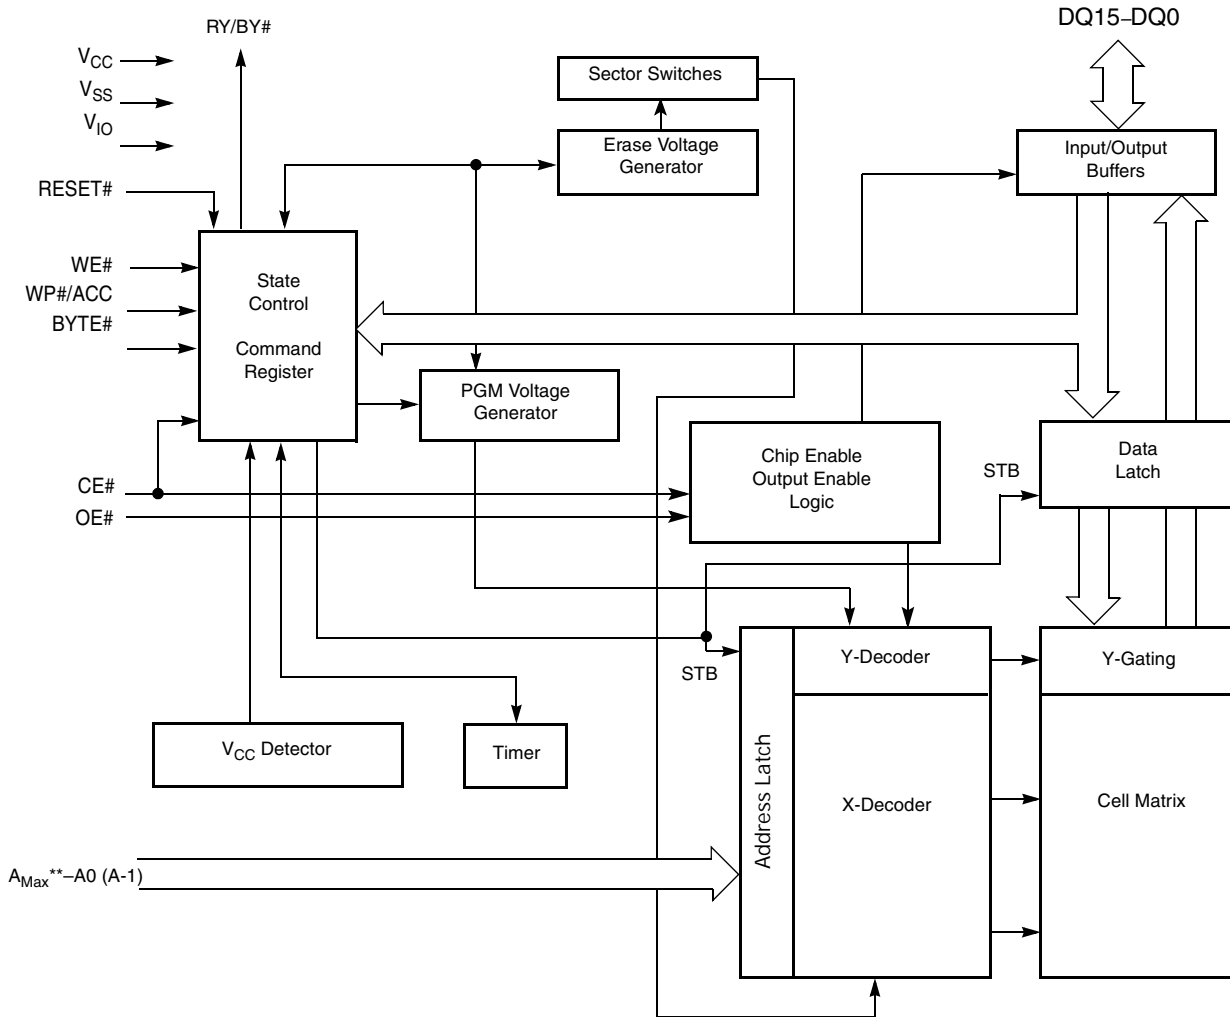 RY/BY#
DQ15–DQ0
VCC
VSS
VIO
Sector Switches
Erase Voltage
Generator
Input/Output
Buffers
RESET#
WE#
WP#/ACC
BYTE#
State
Control
Command
Register
PGM Voltage
Generator
Chip Enable
Output Enable
Logic
STB
Data
Latch
CE#
OE#
STB
Y-Decoder
Y-Gating
VCC Detector
Timer
Address Latch
X-Decoder
Cell Matrix
AMax**–A0 (A-1)